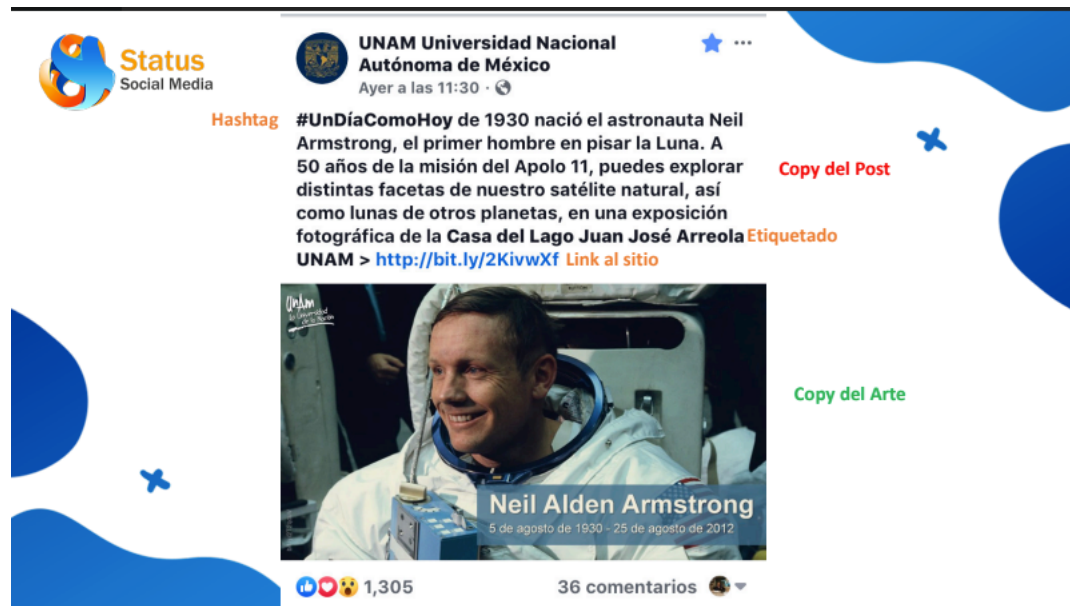 Status
Social Media
UNAM Universidad Nacional
Autónoma de México
Ayer a las 11:30 ·
Hashtag
#UnDíaComoHoy de 1930 nació el astronauta Neil
Armstrong, el primer hombre en pisar la Luna. A
50 años de la misión del Apolo 11, puedes explorar
distintas facetas de nuestro satélite natural, así
como lunas de otros planetas, en una exposición
fotográfica de la Casa del Lago Juan José Arreola Etiquetado
UNAM > http://bit.ly/2KivwXf Link al sitio
Copy del Post
UnAm
La Universidad
de la Nación
Copy del Arte
Neil Alden Armstrong
5 de agosto de 1930 - 25 de agosto de 2012
1,305
36 comentarios